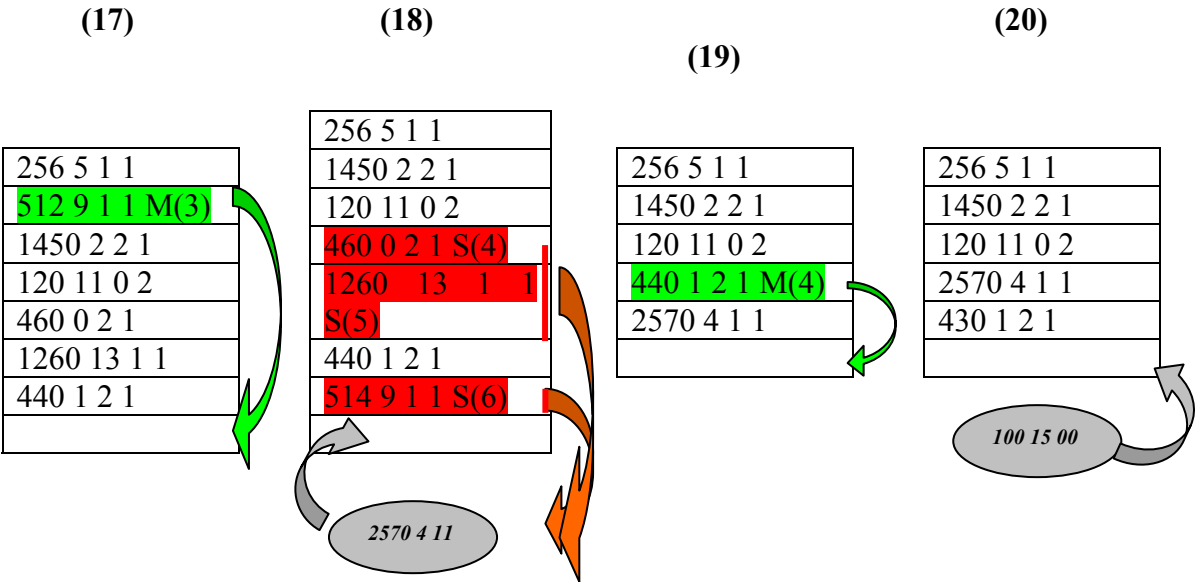 (17)
(18)
(19)
(20)
256 5 1 1
512 9 1 1 M(3)
1450 2 2 1
120 11 0 2
460 0 2 1
1260 13 1 1
440 1 2 1
256 5 1 1
1450 2 2 1
120 11 0 2
460 0 2 1 S(4)
1260 13 1 1
S(5)
440 1 2 1
514 9 1 1 S(6)
2570 4 11
256 5 1 1
1450 2 2 1
120 11 0 2
440 1 2 1 M(4)
2570 4 1 1
256 5 1 1
1450 2 2 1
120 11 0 2
2570 4 1 1
430 1 2 1
100 15 00